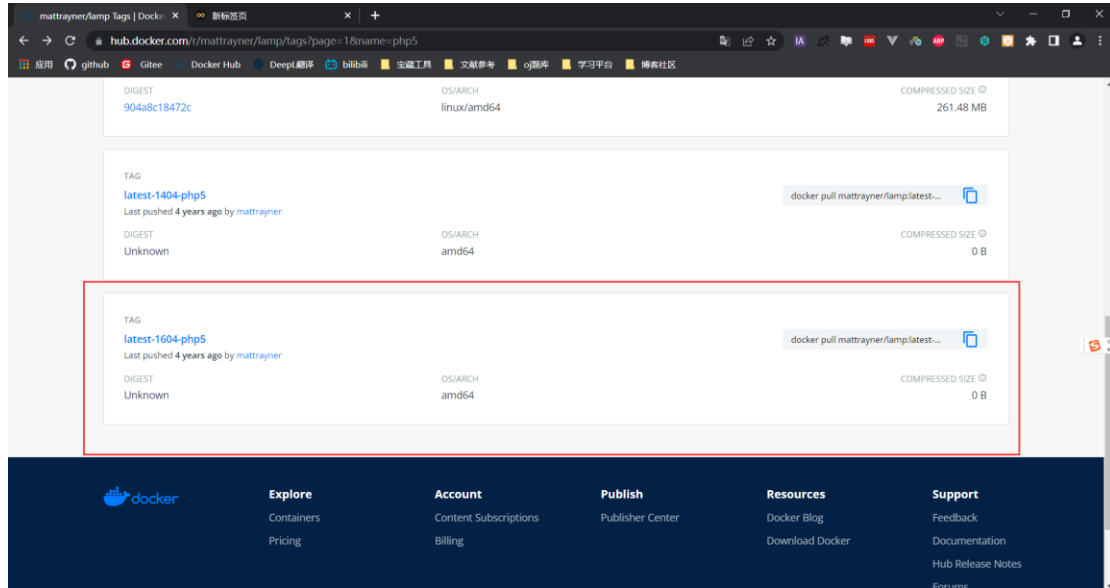 mattrayner/lamp Tags | Docke
新标签页
hub.docker.com/r/mattrayner/lamp/tags?page=1&name=php5
应用 github Gitee Docker Hub DeepL翻译 bilibili 宝藏工具 文献参考 oj题库 学习平台 博客社区
DIGEST OS/ARCH COMPRESSED SIZE
904a8c18472c linux/amd64 261.48 MB
TAG
latest-1404-php5 docker pull mattrayner/lamp:latest-...
Last pushed 4 years ago by mattrayner
DIGEST OS/ARCH COMPRESSED SIZE
Unknown amd64 0 B
TAG
latest-1604-php5 docker pull mattrayner/lamp:latest-...
Last pushed 4 years ago by mattrayner
DIGEST OS/ARCH COMPRESSED SIZE
Unknown amd64 0 B
docker Explore Account Publish Resources Support
Containers Content Subscriptions Publisher Center Docker Blog Feedback
Pricing Billing Download Docker Documentation
Hub Release Notes
Forums